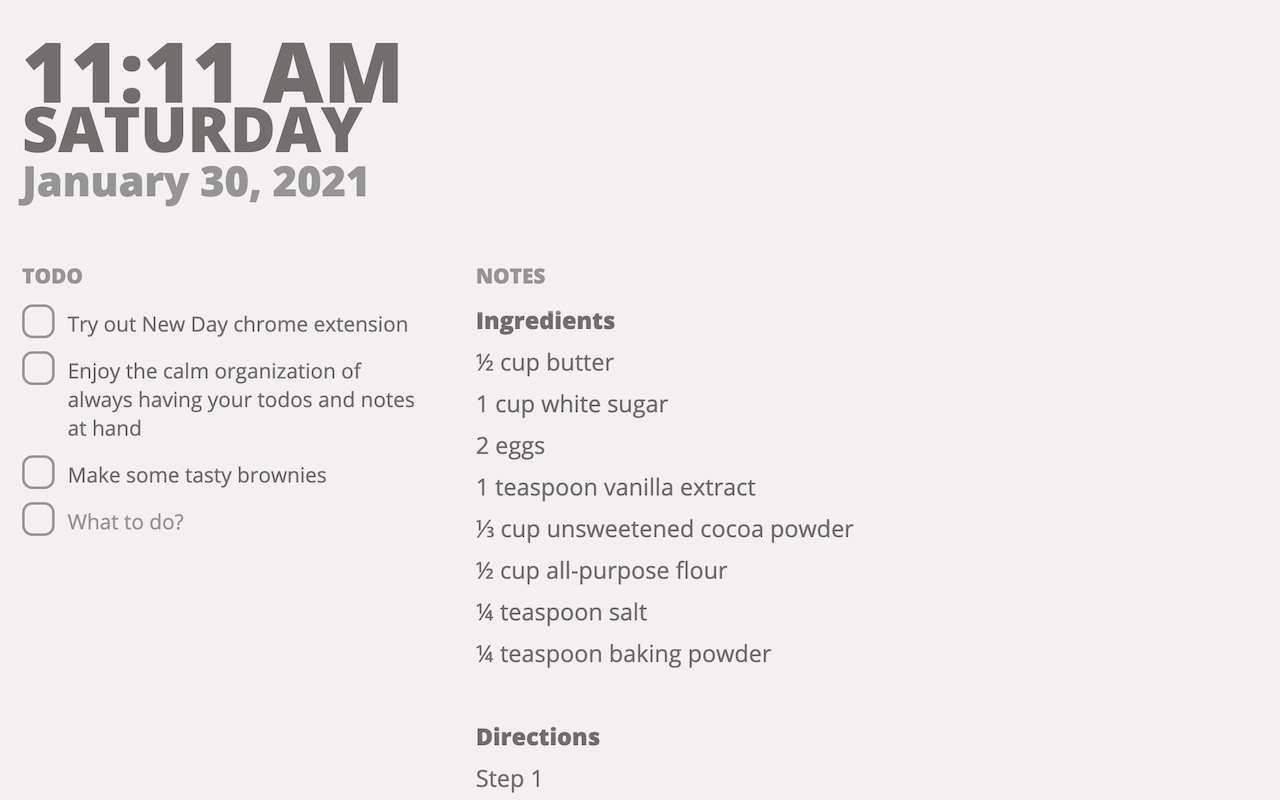 11:11 AM
SATURDAY
January 30, 2021
TODO
Try out New Day chrome extension
Enjoy the calm organization of
always having your todos and notes
at hand
Make some tasty brownies
What to do?
NOTES
Ingredients
½ cup butter
1 cup white sugar
2 eggs
1 teaspoon vanilla extract
⅓ cup unsweetened cocoa powder
½ cup all-purpose flour
¼ teaspoon salt
¼ teaspoon baking powder
Directions
Step 1